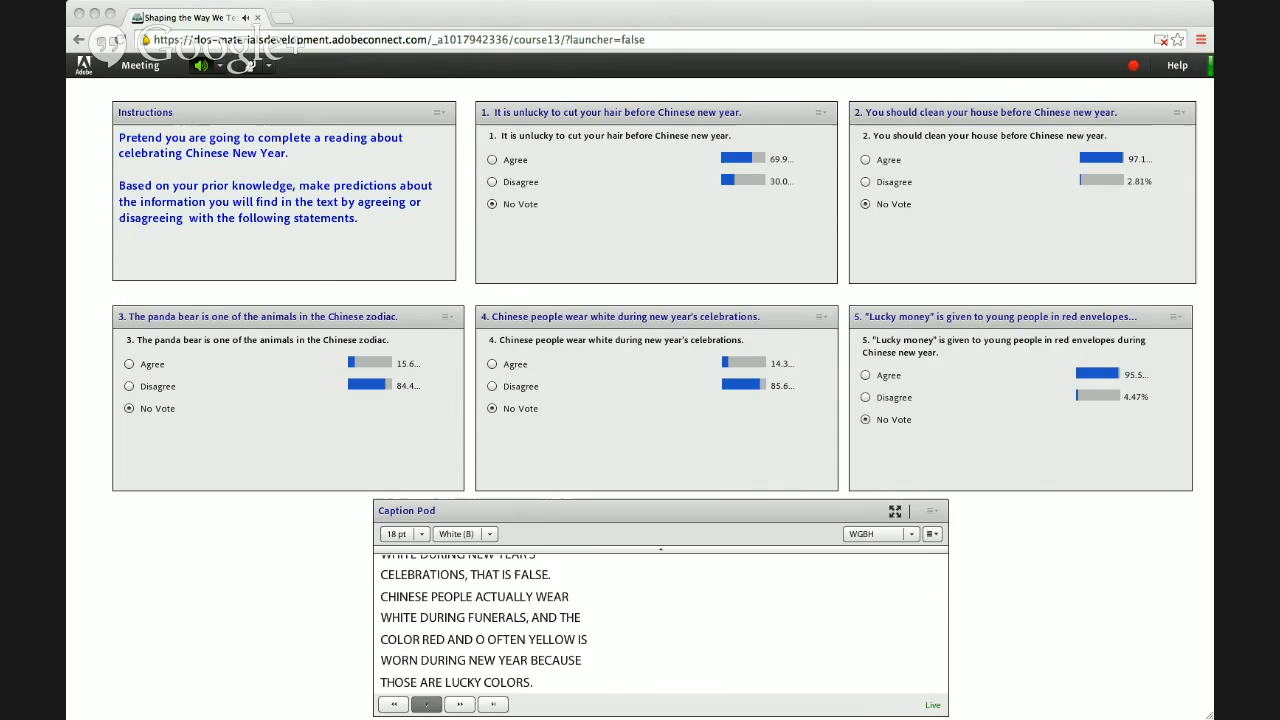 Shaping the Way We Te
Google+
https://dos-materialsdevelopment.adobeconnect.com/_a1017942336/course13/?launcher=false
Adobe
Meeting
Help
Instructions
Pretend you are going to complete a reading about
celebrating Chinese New Year.
Based on your prior knowledge, make predictions about
the information you will find in the text by agreeing or
disagreeing with the following statements.
1. It is unlucky to cut your hair before Chinese new year.
1. It is unlucky to cut your hair before Chinese new year.
Agree 69.9...
Disagree 30.0...
No Vote
2. You should clean your house before Chinese new year.
2. You should clean your house before Chinese new year.
Agree 97.1...
Disagree 2.81%
No Vote
3. The panda bear is one of the animals in the Chinese zodiac.
3. The panda bear is one of the animals in the Chinese zodiac.
Agree 15.6...
Disagree 84.4...
No Vote
4. Chinese people wear white during new year's celebrations.
4. Chinese people wear white during new year's celebrations.
Agree 14.3...
Disagree 85.6...
No Vote
5. "Lucky money" is given to young people in red envelopes...
5. "Lucky money" is given to young people in red envelopes during
Chinese new year.
Agree 95.5...
Disagree 4.47%
No Vote
Caption Pod
18 pt White (B) WGBH
WHITE DURING NEW YEAR'S
CELEBRATIONS, THAT IS FALSE.
CHINESE PEOPLE ACTUALLY WEAR
WHITE DURING FUNERALS, AND THE
COLOR RED AND O OFTEN YELLOW IS
WORN DURING NEW YEAR BECAUSE
THOSE ARE LUCKY COLORS.
Live